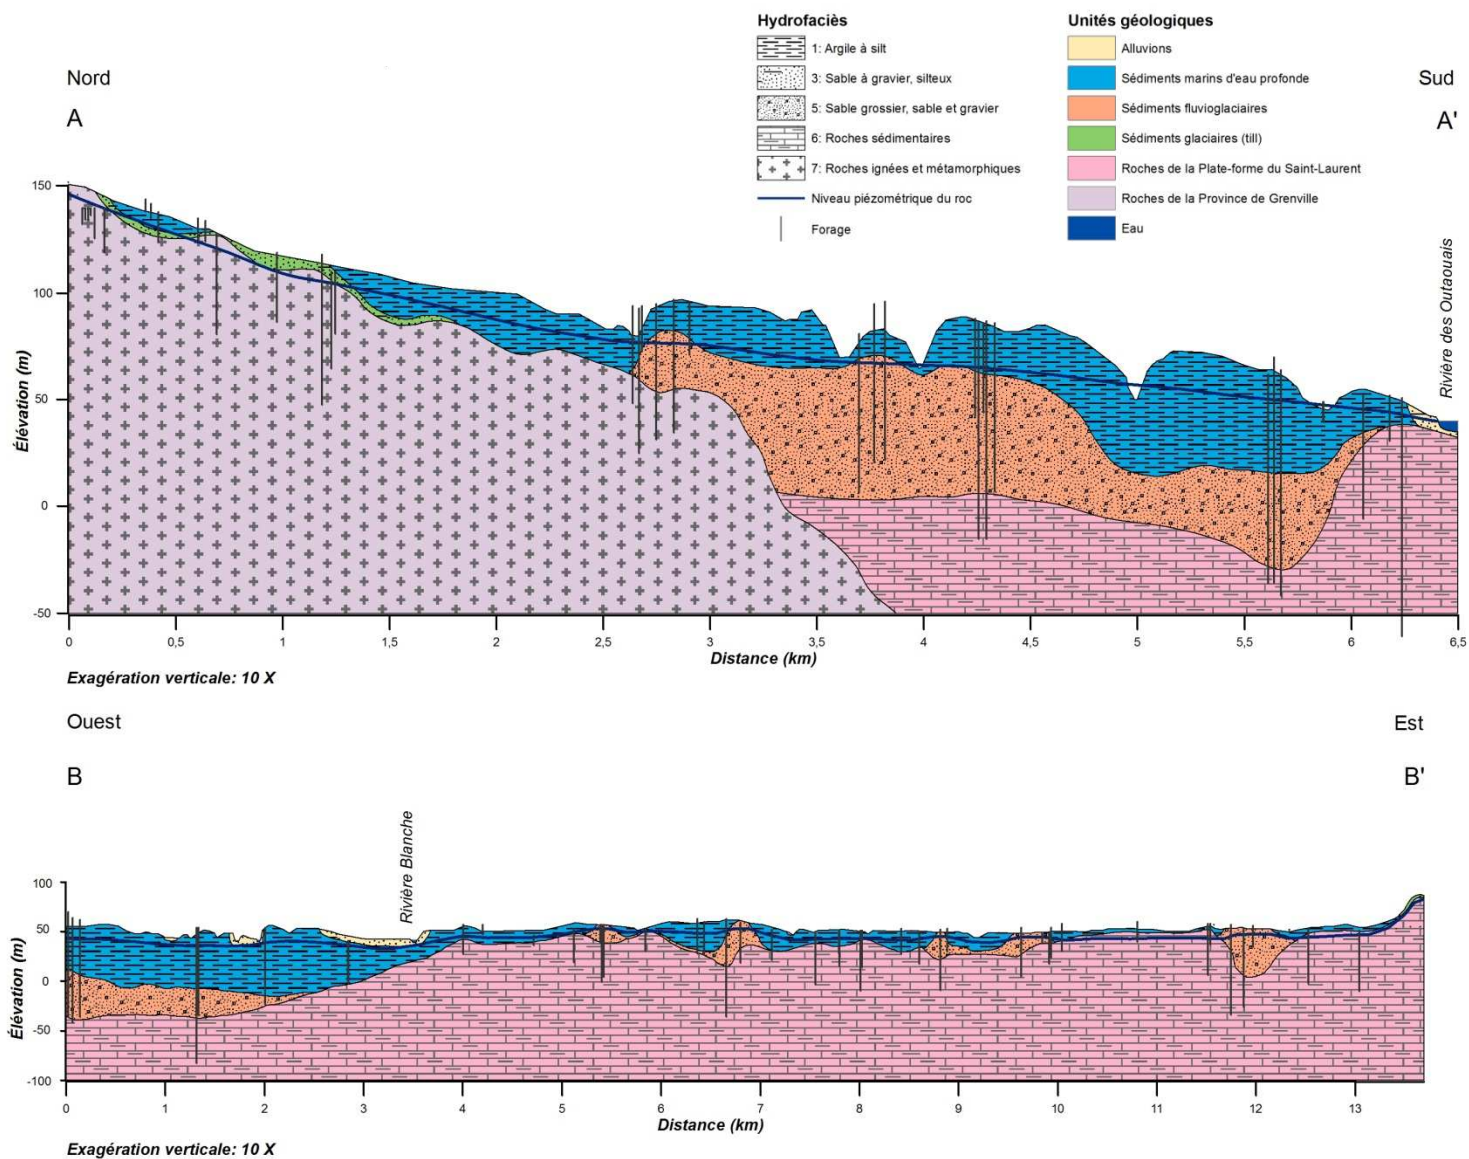 Hydrofaciès
1: Argile à silt
3: Sable à gravier, silteux
5: Sable grossier, sable et gravier
6: Roches sédimentaires
7: Roches ignées et métamorphiques
Niveau piézométrique du roc
Forage
Unités géologiques
Alluvions
Sédiments marins d'eau profonde
Sédiments fluvioglaciaires
Sédiments glaciaires (till)
Roches de la Plate-forme du Saint-Laurent
Roches de la Province de Grenville
Eau
Nord
A
Sud
A'
Rivière des Outaouais
Élévation (m)
150
100
50
0
-50
0 0,5 1 1,5 2 2,5 3 3,5 4 4,5 5 5,5 6 6,5
Distance (km)
Exagération verticale: 10 X
Ouest
B
Est
B'
Rivière Blanche
Élévation (m)
100
50
0
-50
-100
0 1 2 3 4 5 6 7 8 9 10 11 12 13
Distance (km)
Exagération verticale: 10 X